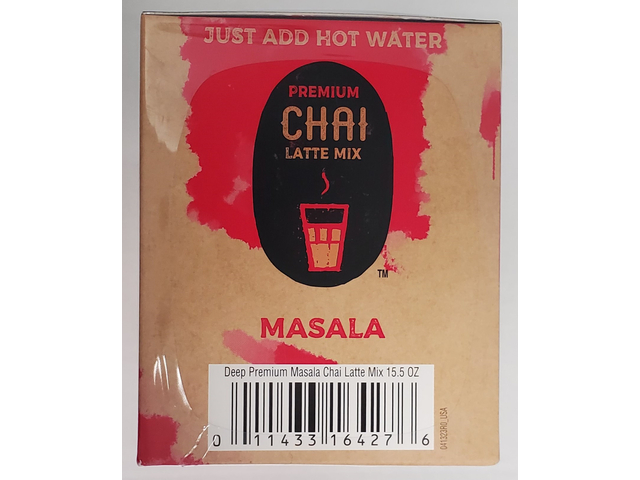 JUST ADD HOT WATER
PREMIUM
CHAI
LATTE MIX
TM
MASALA
Deep Premium Masala Chai Latte Mix 15.5 OZ
0 11433 16427 6
041323R0_USA